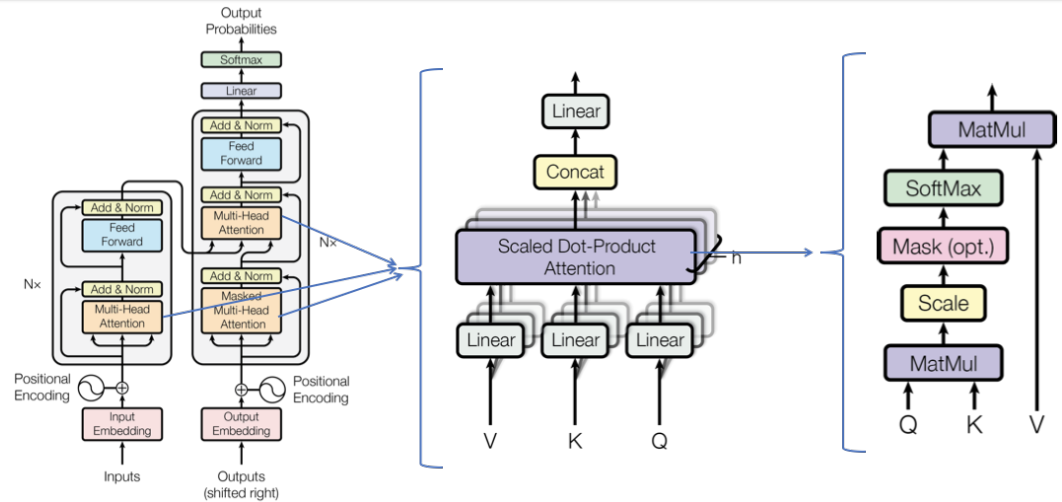 Output
Probabilities
Softmax
Linear
Add & Norm
Feed
Forward
Add & Norm
Multi-Head
Attention
Add & Norm
Masked
Multi-Head
Attention
Nx
Add & Norm
Feed
Forward
Add & Norm
Multi-Head
Attention
Nx
Positional
Encoding
Positional
Encoding
Input
Embedding
Output
Embedding
Inputs
Outputs
(shifted right)
Linear
Concat
Scaled Dot-Product
Attention
h
Linear
Linear
Linear
V
K
Q
MatMul
SoftMax
Mask (opt.)
Scale
MatMul
Q
K
V